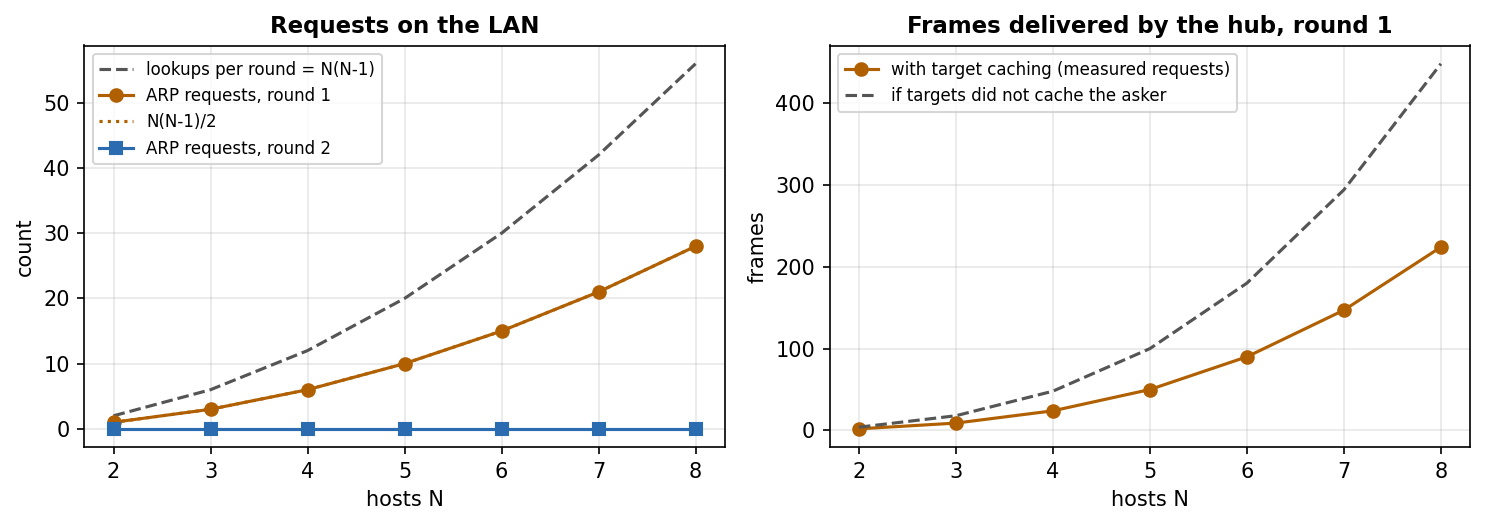 Requests on the LAN
lookups per round = N(N-1)
ARP requests, round 1
N(N-1)/2
ARP requests, round 2
count
50
40
30
20
10
0
2 3 4 5 6 7 8
hosts N
Frames delivered by the hub, round 1
with target caching (measured requests)
if targets did not cache the asker
frames
400
300
200
100
0
2 3 4 5 6 7 8
hosts N